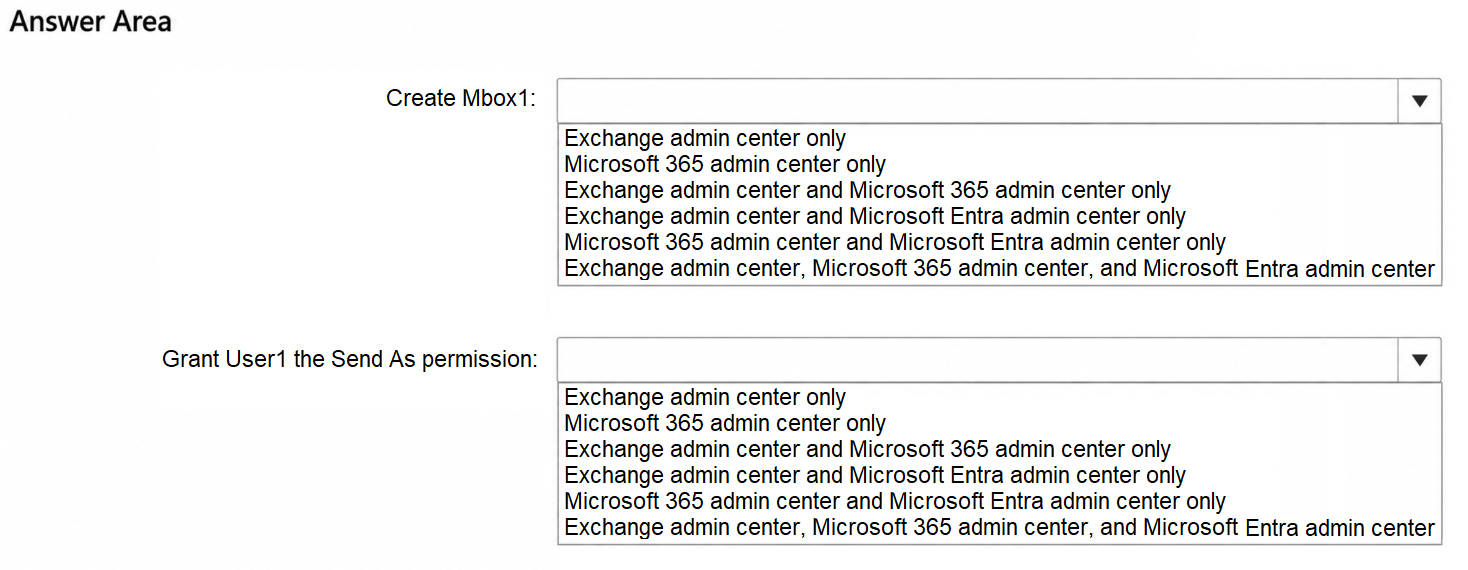 Answer Area
Create Mbox1:
Exchange admin center only
Microsoft 365 admin center only
Exchange admin center and Microsoft 365 admin center only
Exchange admin center and Microsoft Entra admin center only
Microsoft 365 admin center and Microsoft Entra admin center only
Exchange admin center, Microsoft 365 admin center, and Microsoft Entra admin center
Grant User1 the Send As permission:
Exchange admin center only
Microsoft 365 admin center only
Exchange admin center and Microsoft 365 admin center only
Exchange admin center and Microsoft Entra admin center only
Microsoft 365 admin center and Microsoft Entra admin center only
Exchange admin center, Microsoft 365 admin center, and Microsoft Entra admin center